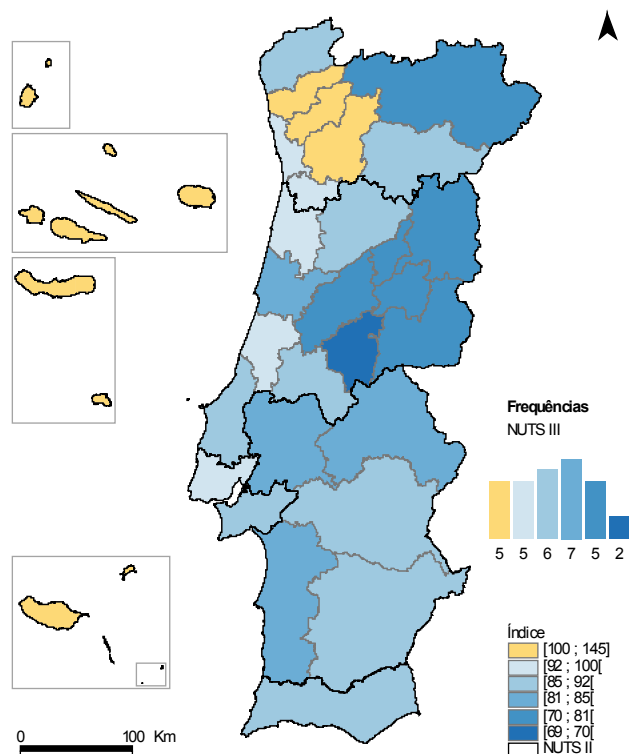 Frequências
NUTS III
5 5 6 7 5 2
Índice
[100 ; 145]
[92 ; 100[
[85 ; 92[
[81 ; 85[
[70 ; 81[
[69 ; 70[
NUTS II
0 100 Km